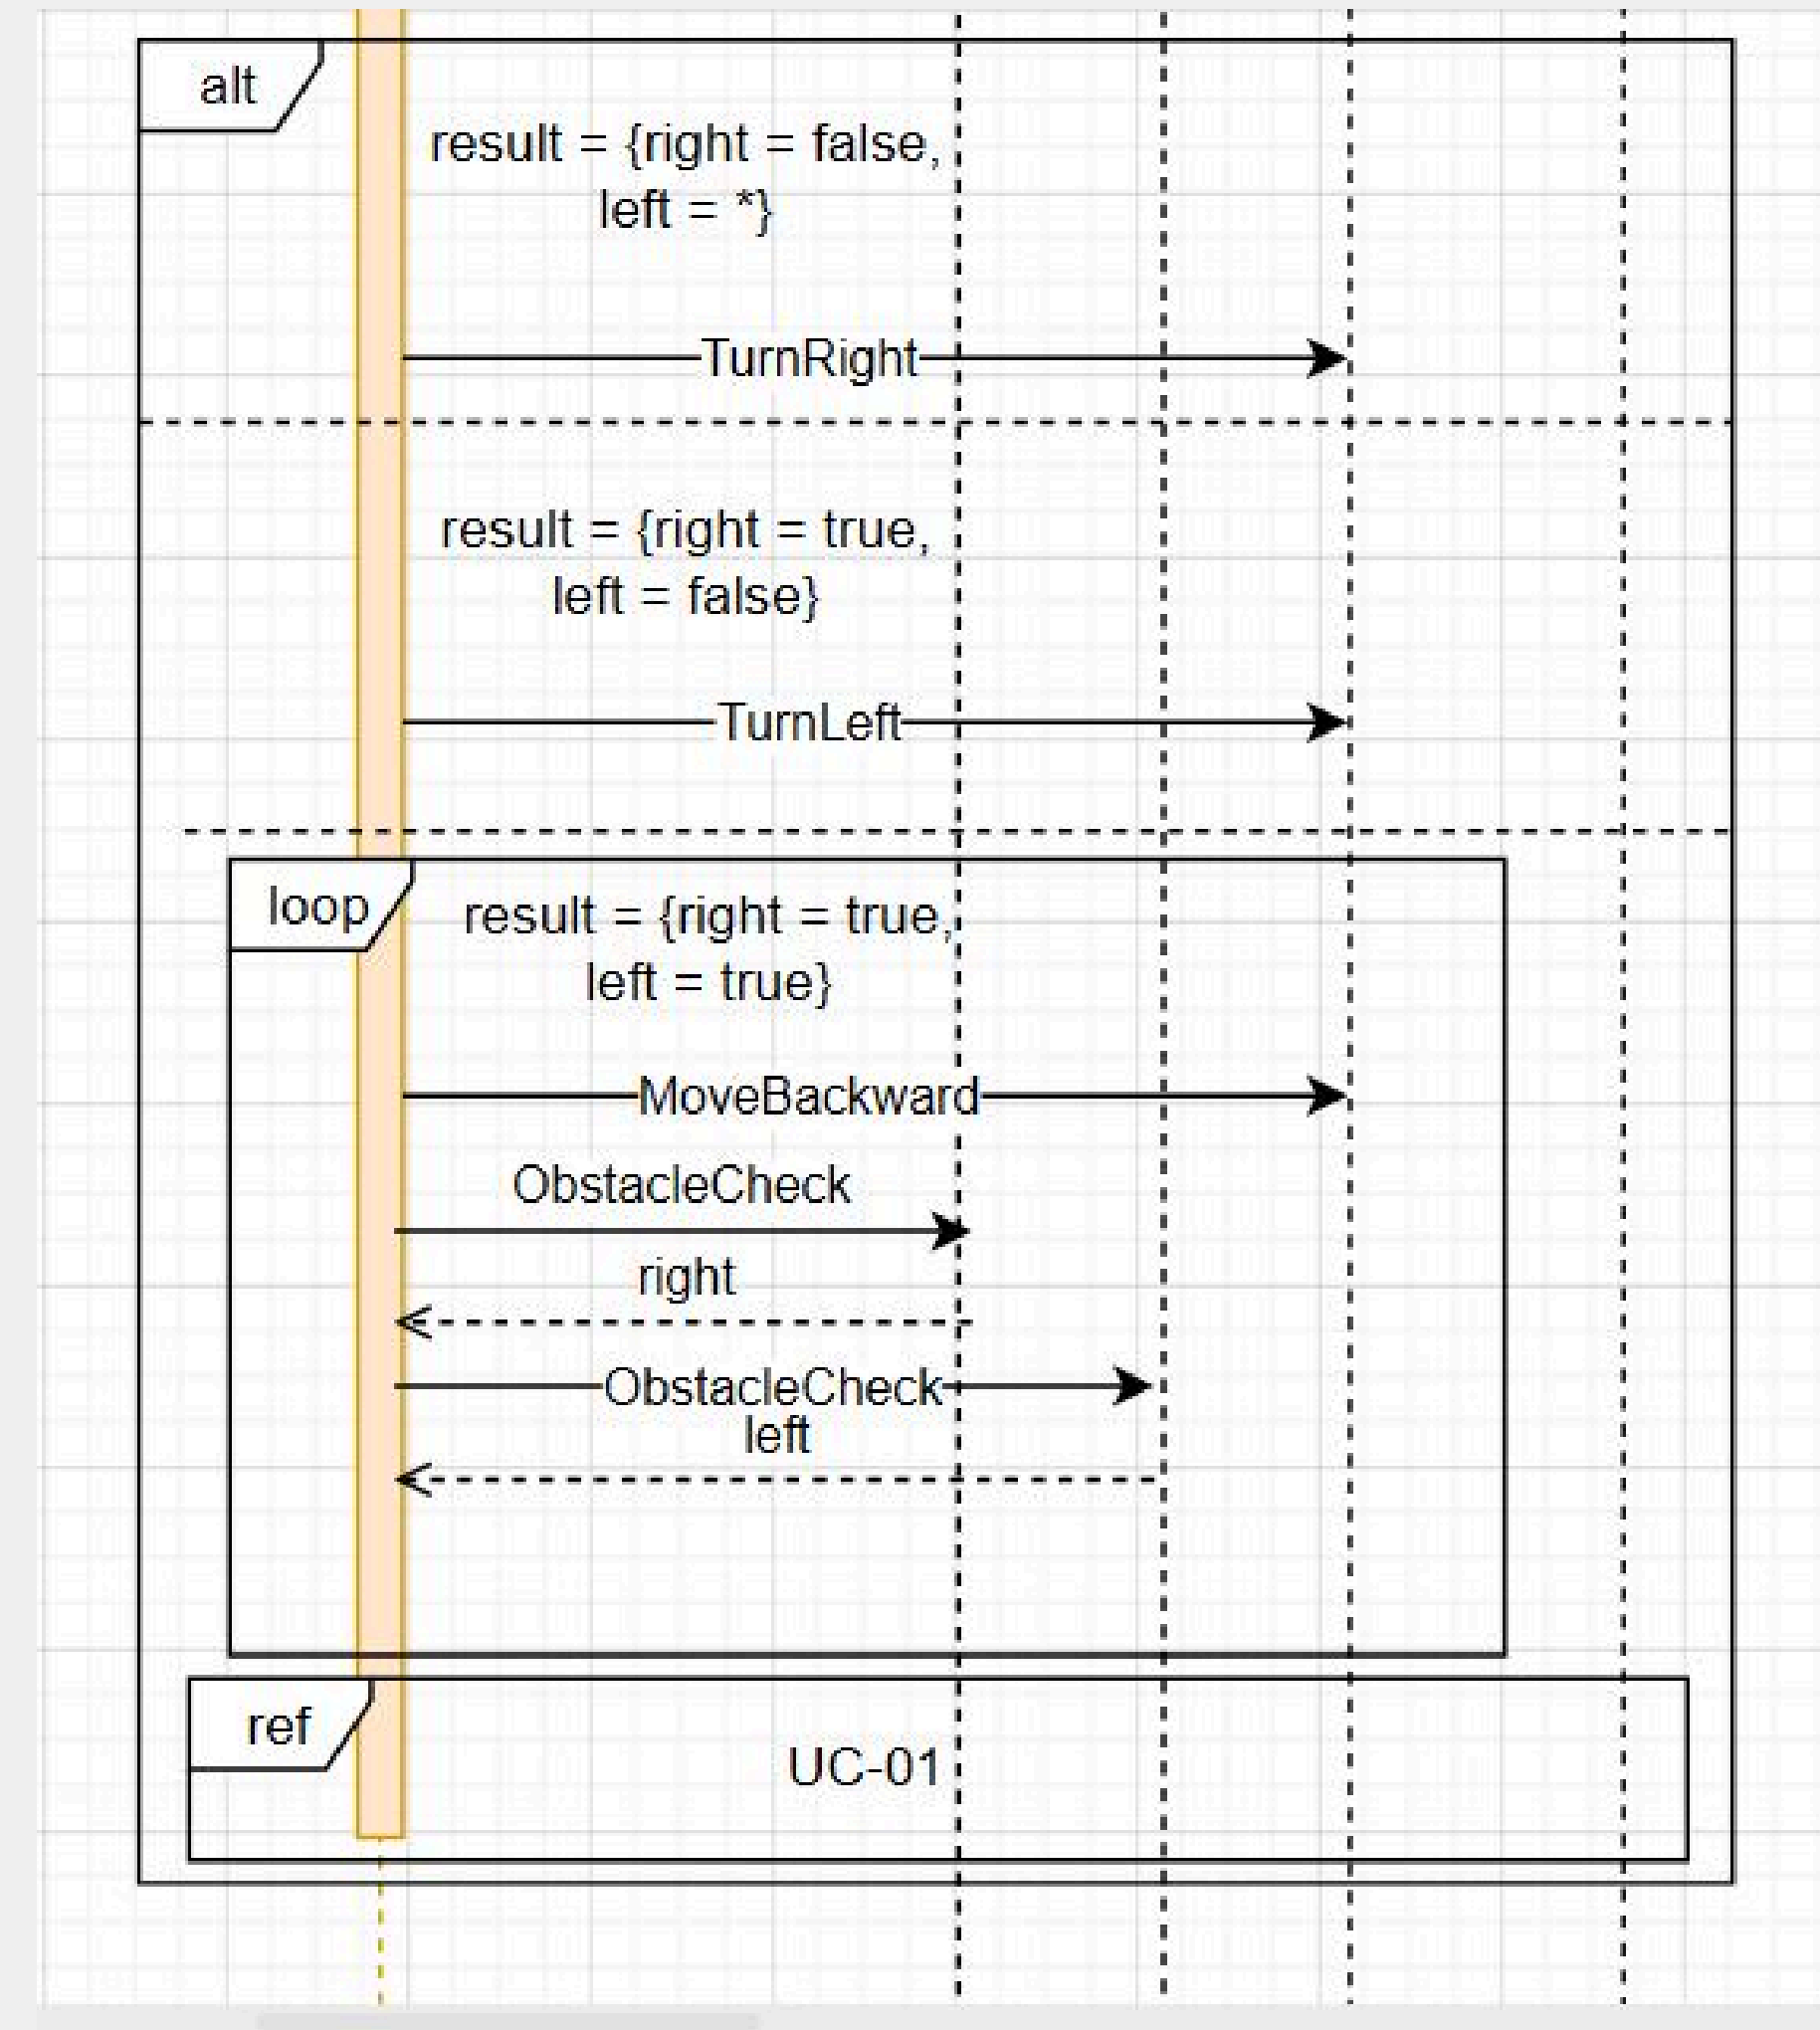 alt
result = {right = false,
left = *}
TurnRight
result = {right = true,
left = false}
TurnLeft
loop
result = {right = true,
left = true}
MoveBackward
ObstacleCheck
right
ObstacleCheck
left
ref
UC-01